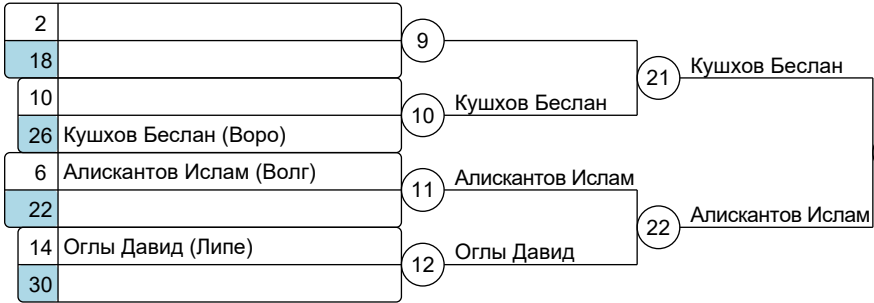 2
9
18
Кушхов Беслан
21
10
Кушхов Беслан
10
26 Кушхов Беслан (Воро)
6 Алискантов Ислам (Волг)
Алискантов Ислам
11
22
Алискантов Ислам
22
14 Оглы Давид (Липе)
Оглы Давид
12
30